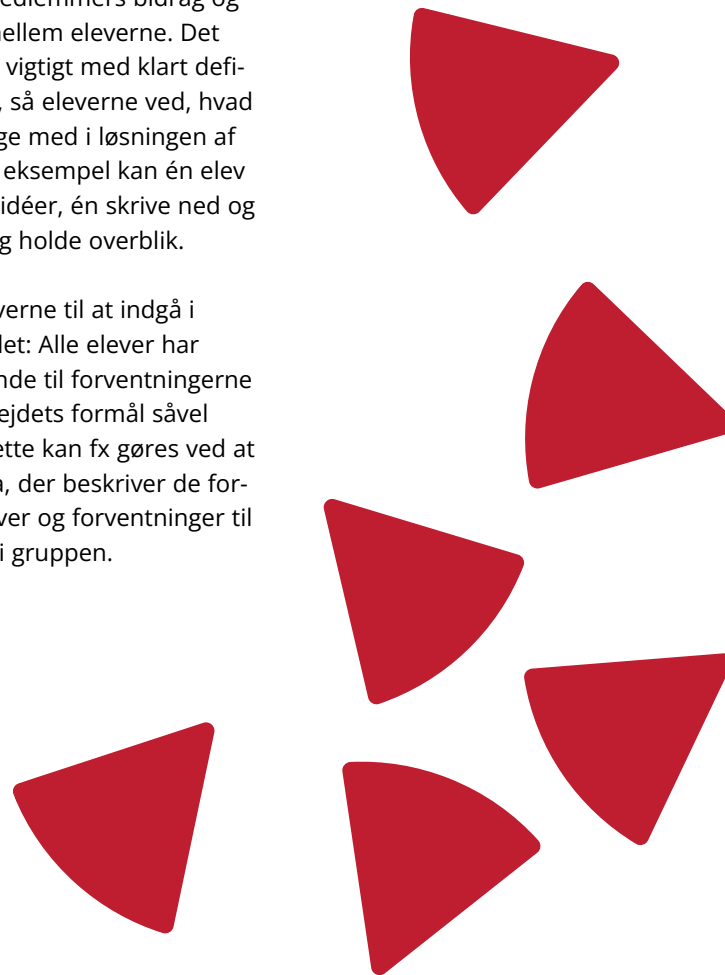 edlemmers bidrag og
nellem eleverne. Det
vigtigt med klart defi-
, så eleverne ved, hvad
ge med i løsningen af
eksempel kan én elev
idéer, én skrive ned og
g holde overblik.
verne til at indgå i
let: Alle elever har
nde til forventningerne
ejdets formål såvel
ette kan fx gøres ved at
, der beskriver de for-
ver og forventninger til
i gruppen.